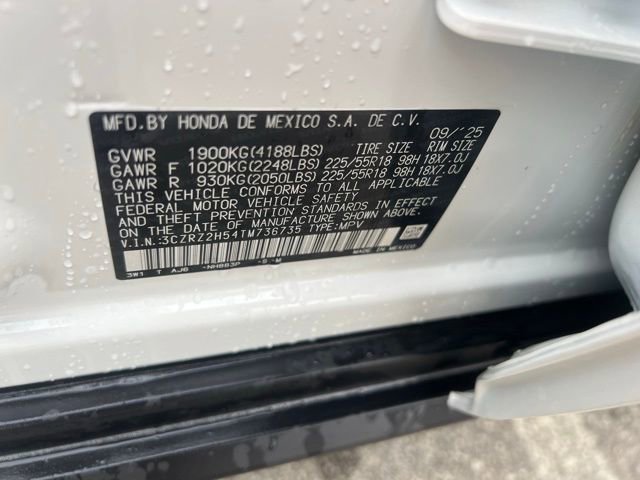 MFD.BY HONDA DE MEXICO S.A. DE C.V. 09/'25
GVWR 1900KG(4188LBS) TIRE SIZE RIM SIZE
GAWR F 1020KG(2248LBS) 225/55R18 98H 18X7.0J
GAWR R 930KG(2050LBS) 225/55R18 98H 18X7.0J
THIS VEHICLE CONFORMS TO ALL APPLICABLE
FEDERAL MOTOR VEHICLE SAFETY AND
THEFT PREVENTION STANDARDS IN EFFECT
ON THE DATE OF MANUFACTURE SHOWN ABOVE.
V.I.N.:3CZRZ2H54TM736735 TYPE:MPV
MADE IN MEXICO
3W1 T AJ6 -NH883P -S -M